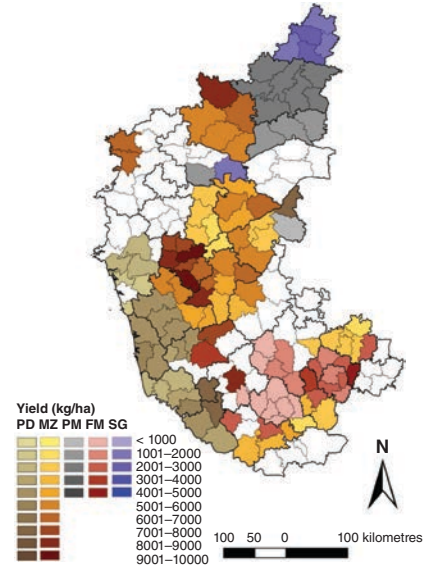 Yield (kg/ha)
PD MZ PM FM SG
< 1000
1001–2000
2001–3000
3001–4000
4001–5000
5001–6000
6001–7000
7001–8000
8001–9000
9001–10000
N
100 50 0 100 kilometres